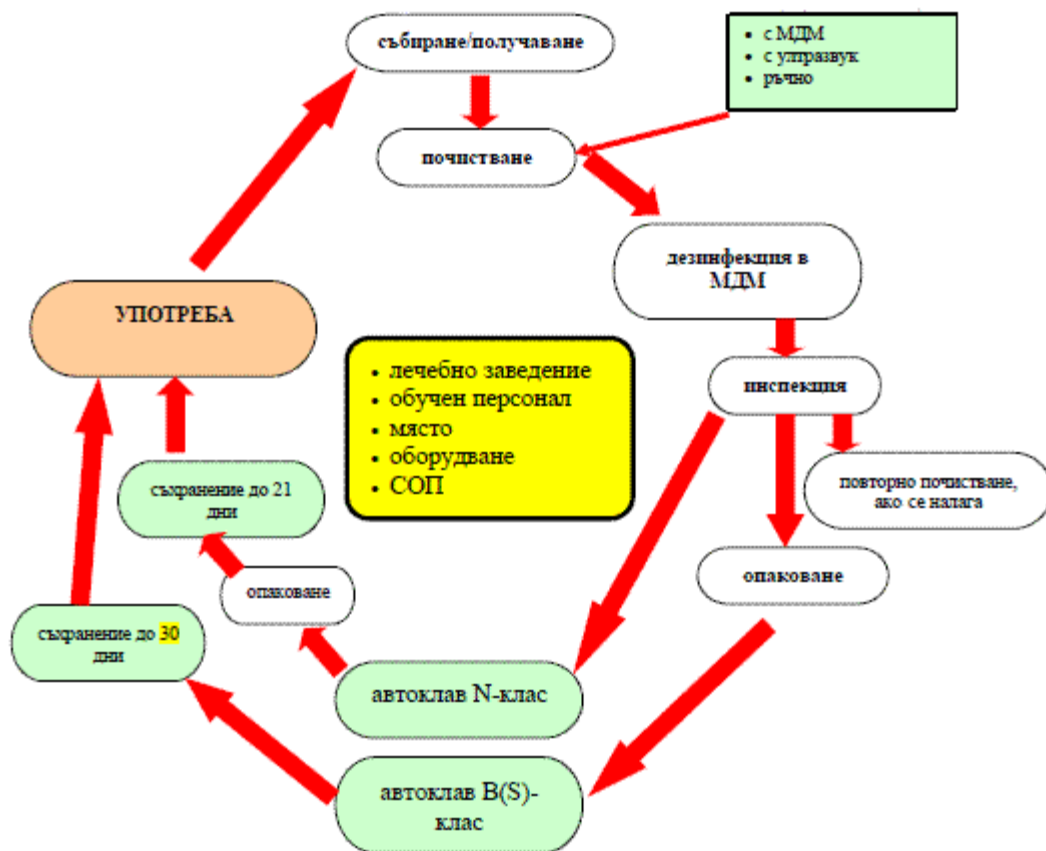 събиране/получаване
• с МДМ
• с ултразвук
• ръчно
почистване
дезинфекция в
МДМ
УПОТРЕБА
• лечебно заведение
• обучен персонал
• място
• оборудване
• СОП
инспекция
повторно почистване,
ако се налага
съхранение до 21
дни
опаковане
опаковане
съхранение до 30
дни
автоклав N-клас
автоклав B(S)-
клас